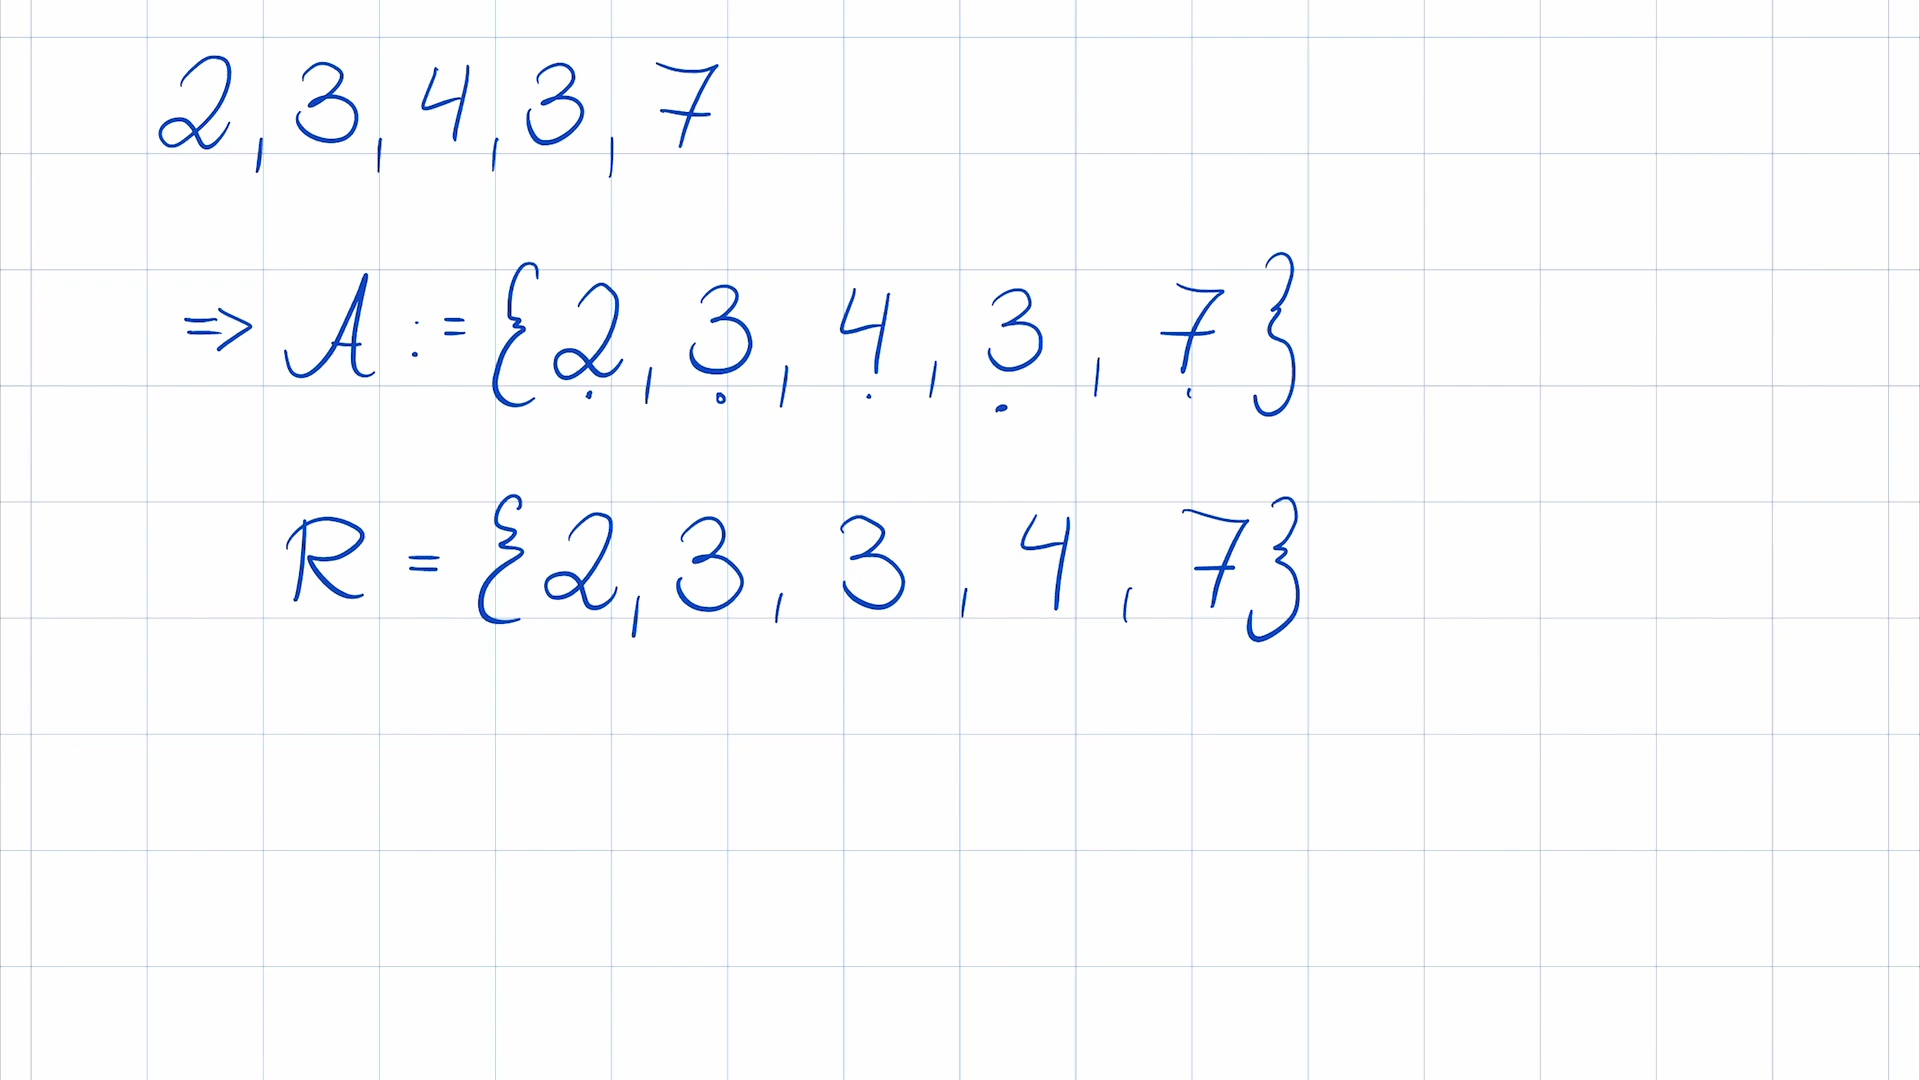 2, 3, 4, 3, 7
=> A := {2, 3, 4, 3, 7}
R = {2, 3, 3, 4, 7}